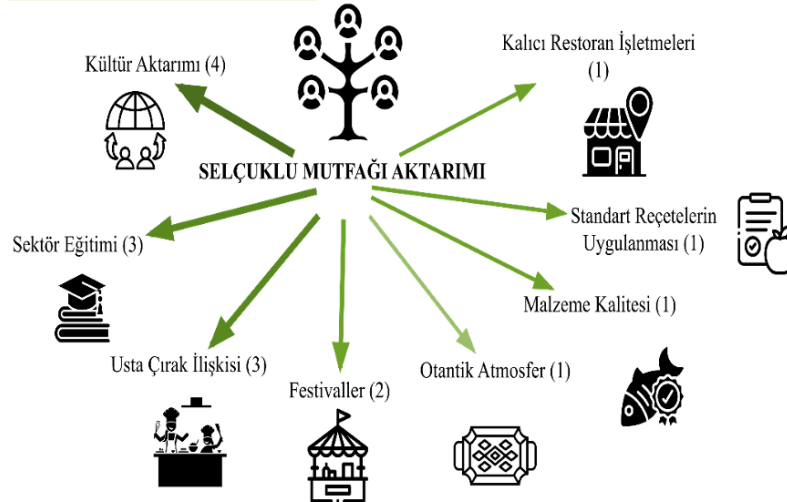 Kültür Aktarımı (4)
Kalıcı Restoran İşletmeleri
(1)
SELÇUKLU MUTFAĞI AKTARIMI
Sektör Eğitimi (3)
Standart Reçetelerin
Uygulanması (1)
Malzeme Kalitesi (1)
Usta Çırak İlişkisi (3)
Festivaller (2)
Otantik Atmosfer (1)